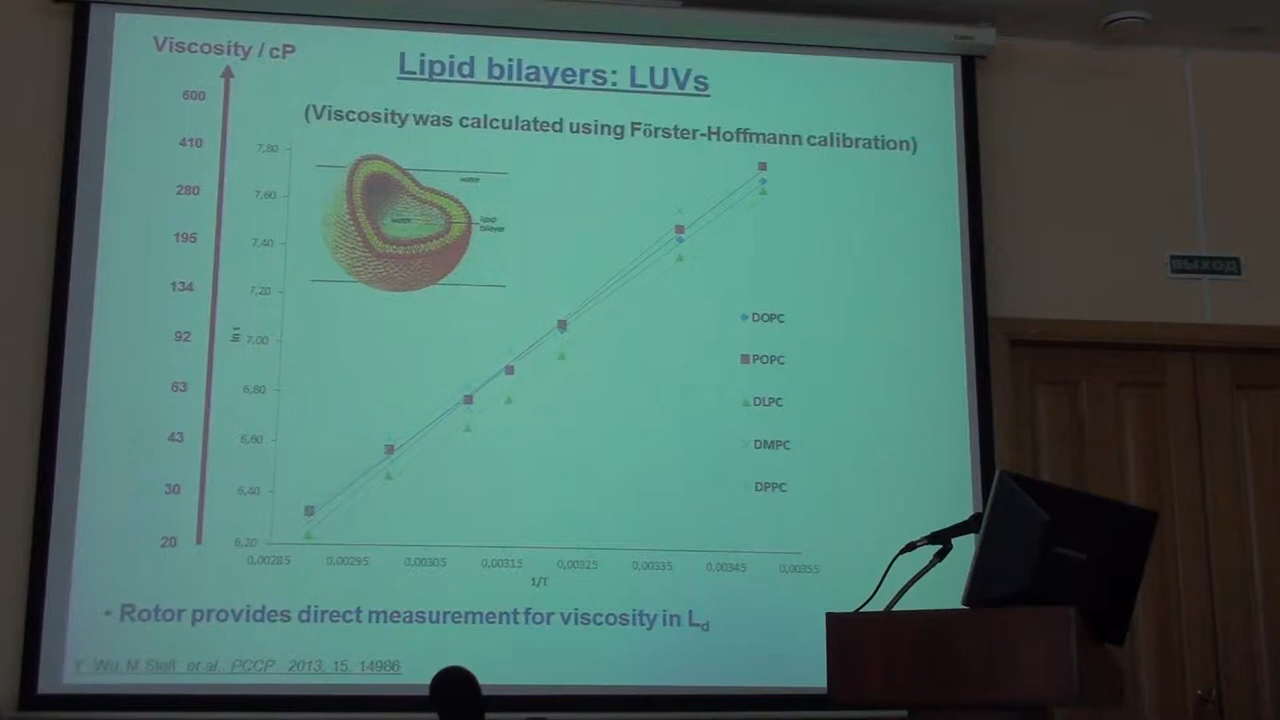 Viscosity / cP
Lipid bilayers: LUVs
(Viscosity was calculated using Förster-Hoffmann calibration)
600
410
280
195
134
92
63
43
30
20
7,80
7,60
7,40
7,20
7,00
6,80
6,60
6,40
6,20
ln τ
water
water
lipid
bilayer
DOPC
POPC
DLPC
DMPC
DPPC
0,00285 0,00295 0,00305 0,00315 0,00325 0,00335 0,00345 0,00355
1/T
• Rotor provides direct measurement for viscosity in Ld
Y. Wu, M Stefl, et al., PCCP, 2013, 15, 14986
ВЫХОД